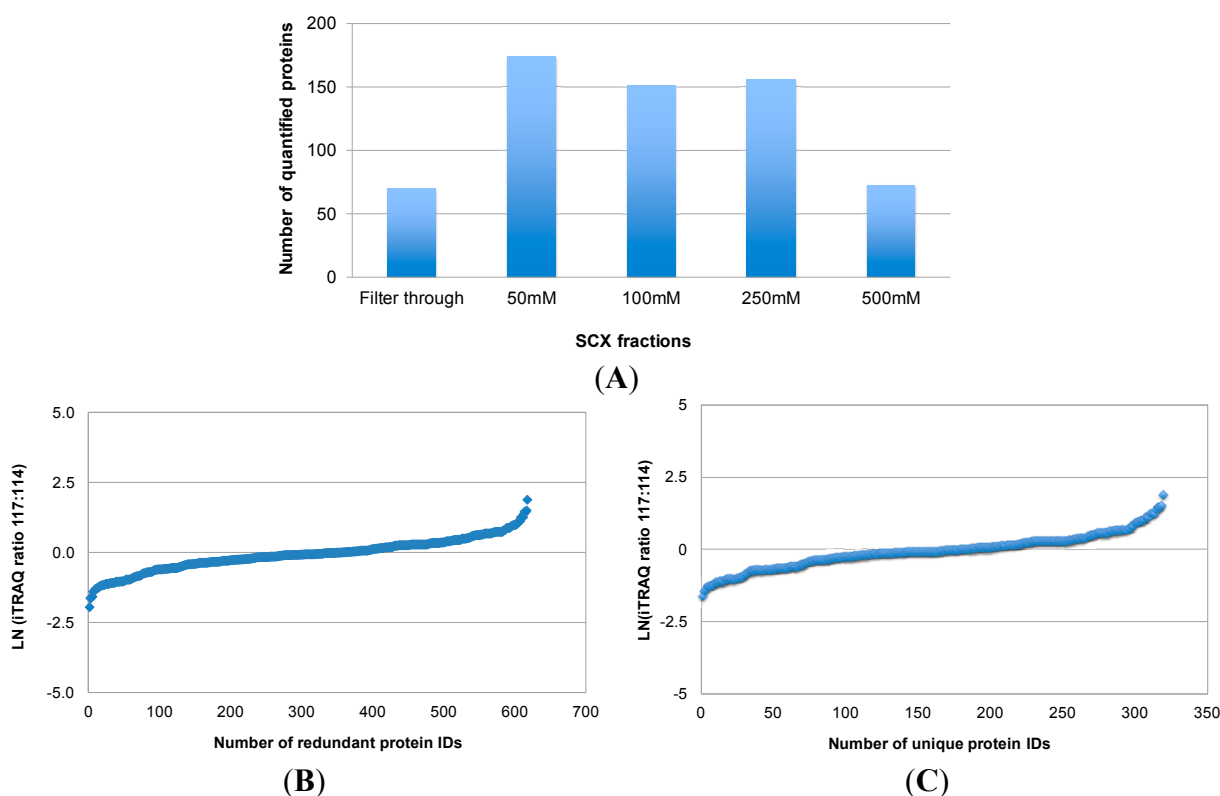 200
150
100
50
0
Number of quantified proteins
Filter through 50mM 100mM 250mM 500mM
SCX fractions
(A)
5.0
2.5
0.0
-2.5
-5.0
LN (iTRAQ ratio 117:114)
0 100 200 300 400 500 600 700
Number of redundant protein IDs
(B)
5
2.5
0
-2.5
-5
LN(iTRAQ ratio 117:114)
0 50 100 150 200 250 300 350
Number of unique protein IDs
(C)